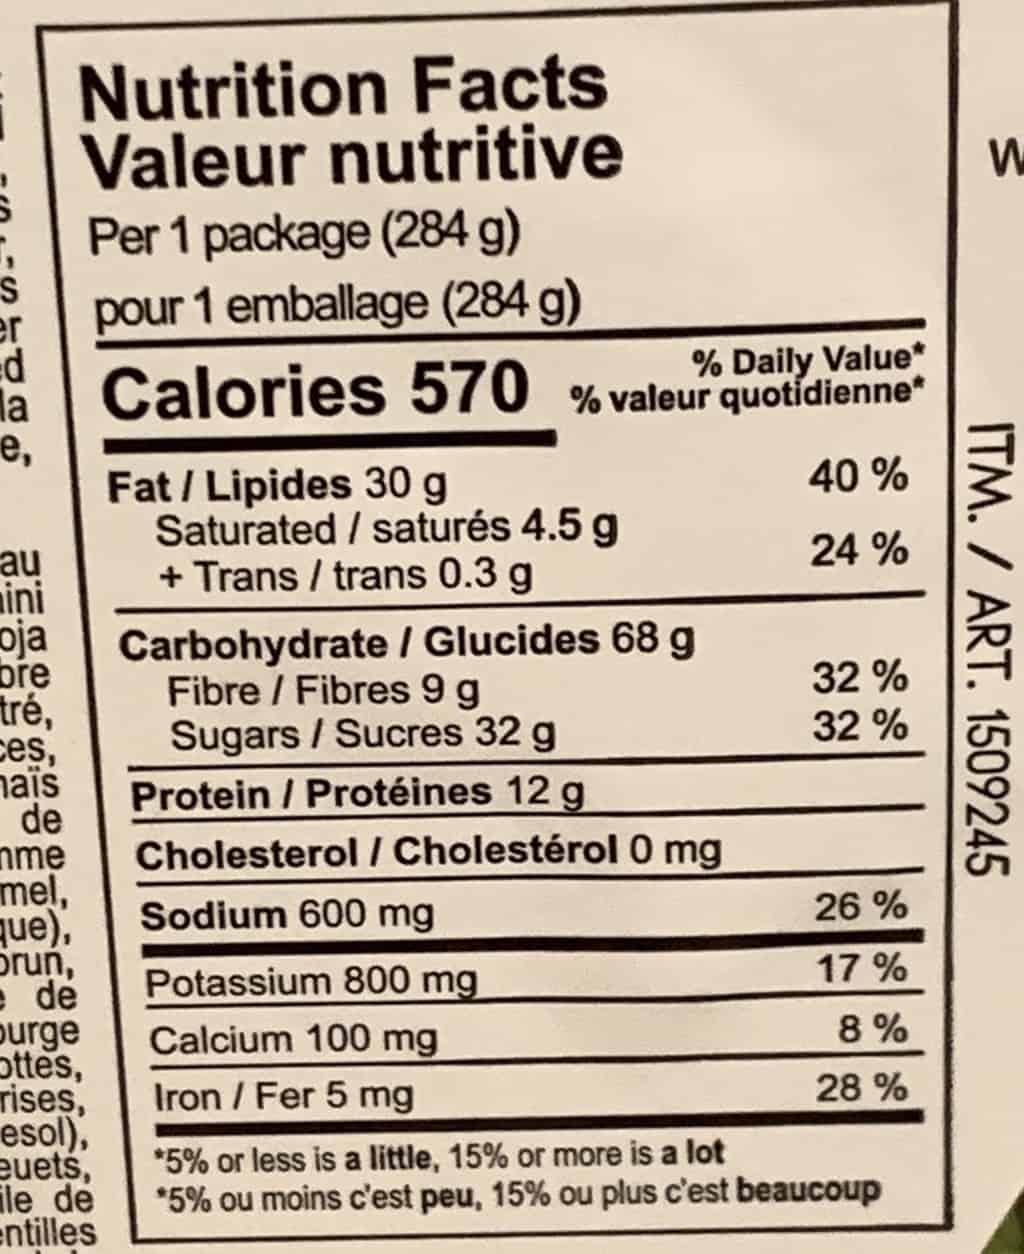 Nutrition Facts
Valeur nutritive
Per 1 package (284 g)
pour 1 emballage (284 g)
Calories 570
% Daily Value*
% valeur quotidienne*
Fat / Lipides 30 g 40 %
Saturated / saturés 4.5 g
+ Trans / trans 0.3 g 24 %
Carbohydrate / Glucides 68 g
Fibre / Fibres 9 g 32 %
Sugars / Sucres 32 g 32 %
Protein / Protéines 12 g
Cholesterol / Cholestérol 0 mg
Sodium 600 mg 26 %
Potassium 800 mg 17 %
Calcium 100 mg 8 %
Iron / Fer 5 mg 28 %
*5% or less is a little, 15% or more is a lot
*5% ou moins c'est peu, 15% ou plus c'est beaucoup
ITM. / ART. 1509245